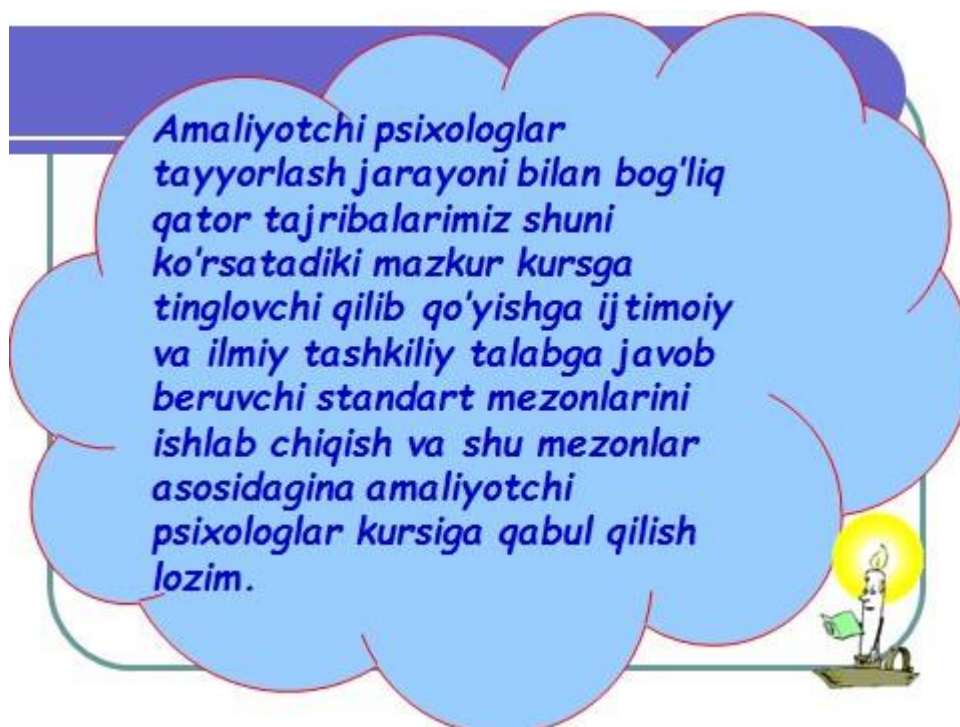 Amaliyotchi psixologlar
tayyorlash jarayoni bilan bog'liq
qator tajribalarimiz shuni
ko'rsatadiki mazkur kursga
tinglovchi qilib qo'yishga ijtimoiy
va ilmiy tashkiliy talabga javob
beruvchi standart mezonlarini
ishlab chiqish va shu mezonlar
asosidagina amaliyotchi
psixologlar kursiga qabul qilish
lozim.